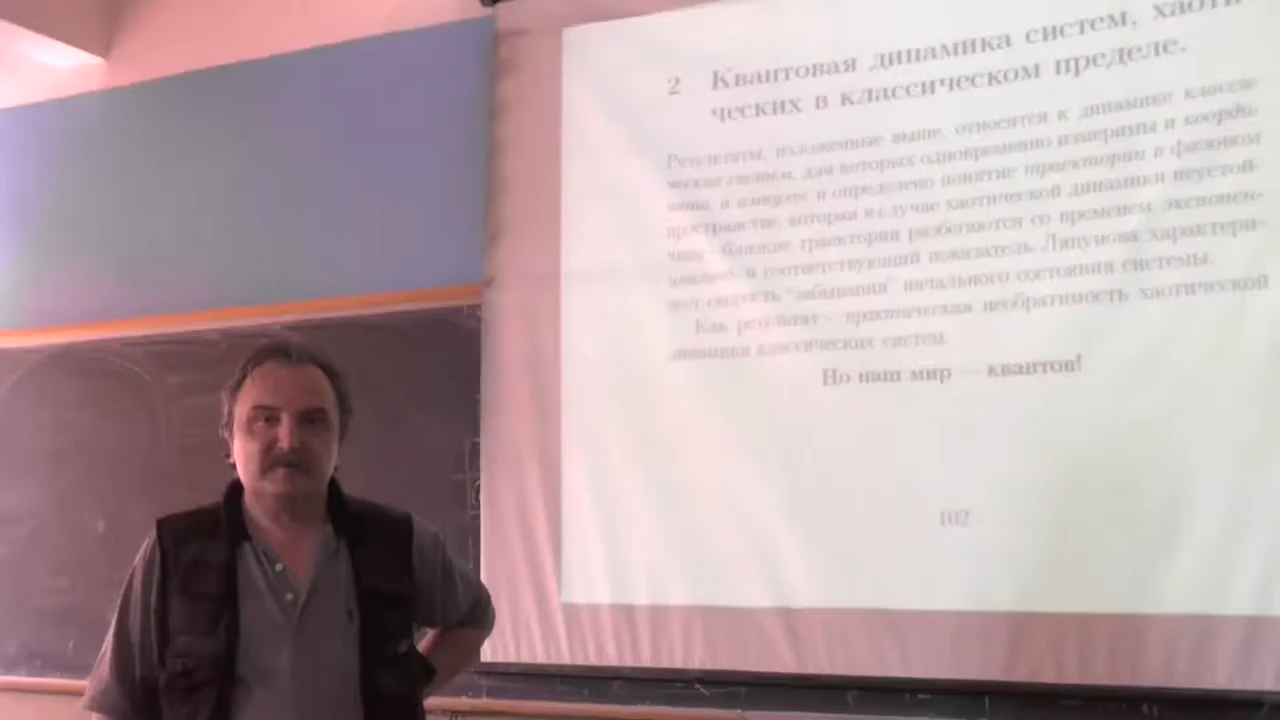 2 Квантовая динамика систем, хаоти-
ческих в классическом пределе.
Результаты, изложенные выше, относятся к динамике класси-
ческих систем, для которых одновременно измеримы и коорди-
наты, и импульс и определено понятие траектории в фазовом
пространстве, которая в случае хаотической динамики неустой-
чива - близкие траектории разбегаются со временем экспонен-
циально, и соответствующий показатель Ляпунова характери-
зует скорость "забывания" начального состояния системы.
Как результат - практическая необратимость хаотической
динамики классических систем.
Но наш мир — квантов!
102